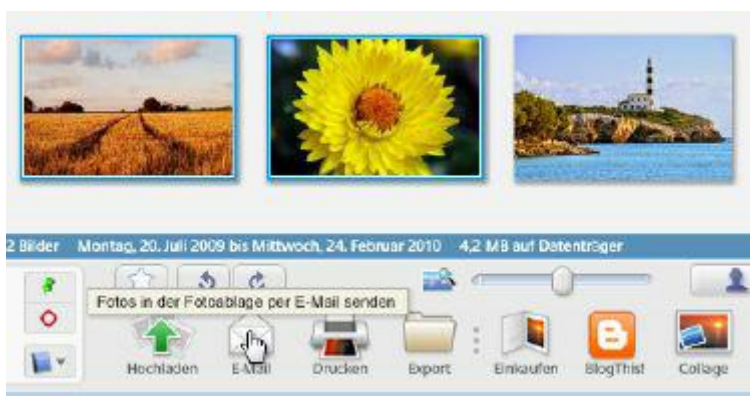 2 Bilder Montag, 20. Juli 2009 bis Mittwoch, 24. Februar 2010 4,2 MB auf Datenträger
Fotos in der Fotoablage per E-Mail senden
Hochladen E-Mail Drucken Export Einkaufen BlogThis! Collage